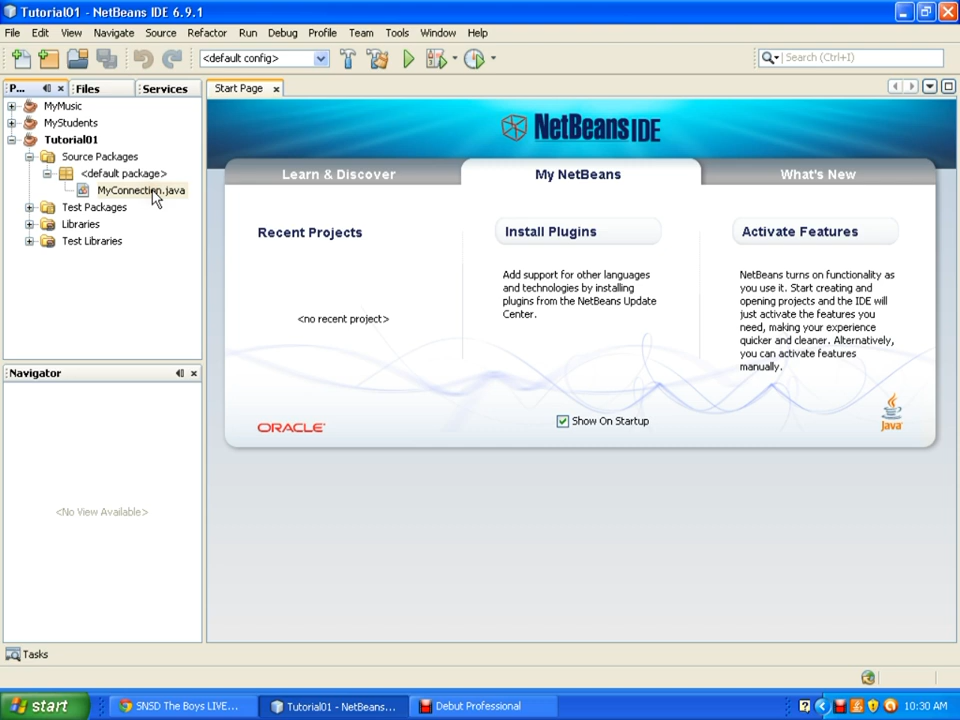 Tutorial01 - NetBeans IDE 6.9.1
File Edit View Navigate Source Refactor Run Debug Profile Team Tools Window Help
<default config>
Search (Ctrl+I)
P... Files Services
Start Page
MyMusic
MyStudents
Tutorial01
Source Packages
<default package>
MyConnection.java
Test Packages
Libraries
Test Libraries
NetBeans IDE
Learn & Discover
My NetBeans
What's New
Recent Projects
<no recent project>
Install Plugins
Add support for other languages
and technologies by installing
plugins from the NetBeans Update
Center.
Activate Features
NetBeans turns on functionality as
you use it. Start creating and
opening projects and the IDE will
just activate the features you
need, making your experience
quicker and cleaner. Alternatively,
you can activate features
manually.
ORACLE
Show On Startup
Java
Navigator
<No View Available>
Tasks
start
SNSD The Boys LIVE...
Tutorial01 - NetBeans...
Debut Professional
10:30 AM